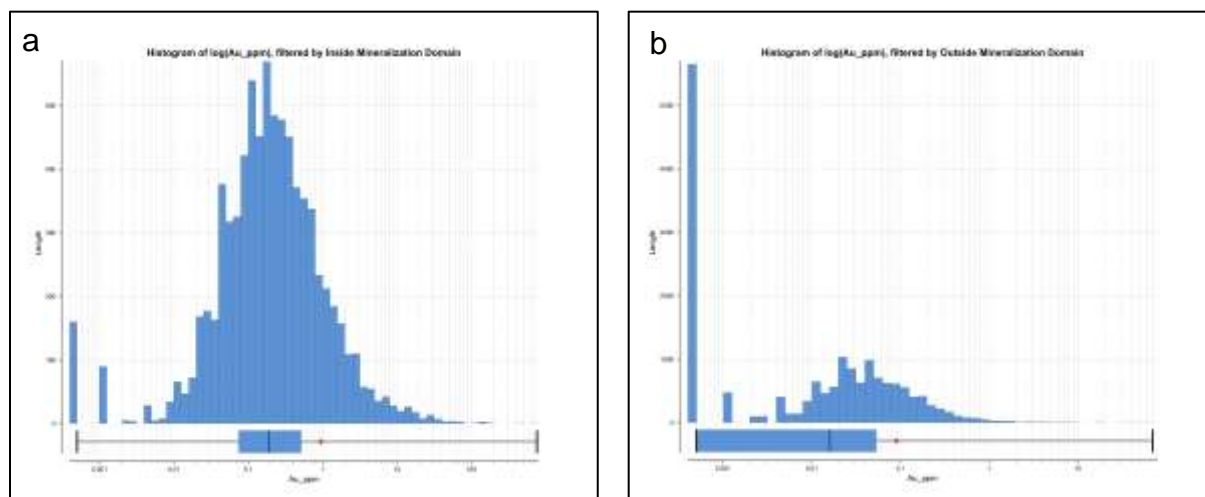 a
Histogram of log(Au_ppm), filtered by Inside Mineralization Domain
Length
0.001 0.01 0.1 1 10 100
Au_ppm
b
Histogram of log(Au_ppm), filtered by Outside Mineralization Domain
Length
0.001 0.01 0.1 1 10
Au_ppm